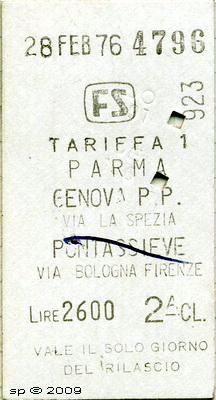 28 FEB 76 4796
FS
923
TARIFFA 1
PARMA
GENOVA P.P.
VIA LA SPEZIA
PONTASSIEVE
VIA BOLOGNA FIRENZE
LIRE 2600 2ᴬ CL.
VALE IL SOLO GIORNO
DEL RILASCIO
sp © 2009